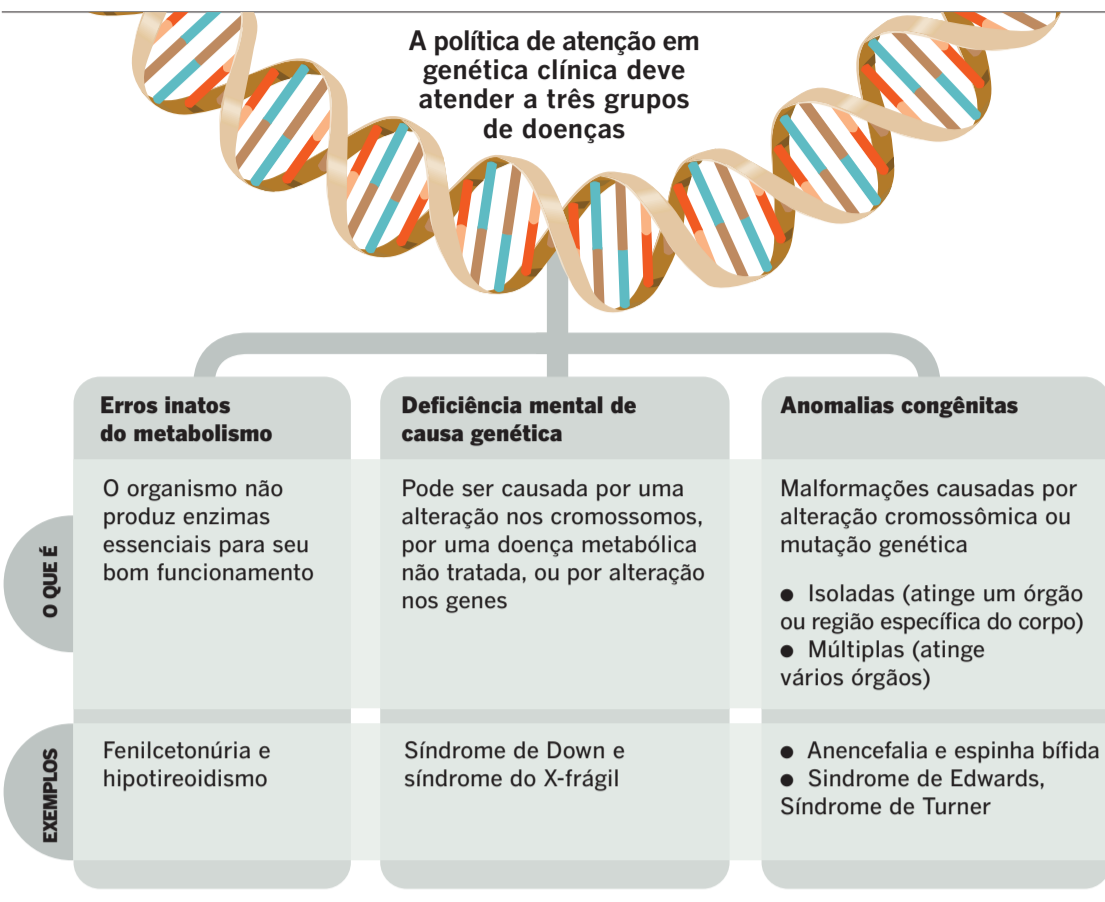 A política de atenção em
genética clínica deve
atender a três grupos
de doenças
Erros inatos
do metabolismo
Deficiência mental de
causa genética
Anomalias congênitas
O QUE É
O organismo não
produz enzimas
essenciais para seu
bom funcionamento
Pode ser causada por uma
alteração nos cromossomos,
por uma doença metabólica
não tratada, ou por alteração
nos genes
Malformações causadas por
alteração cromossômica ou
mutação genética
● Isoladas (atinge um órgão
ou região específica do corpo)
● Múltiplas (atinge
vários órgãos)
EXEMPLOS
Fenilcetonúria e
hipotireoidismo
Síndrome de Down e
síndrome do X-frágil
● Anencefalia e espinha bífida
● Sindrome de Edwards,
Síndrome de Turner